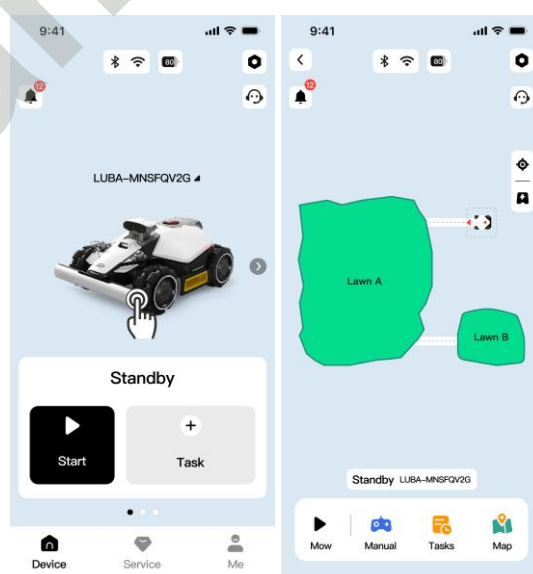 9:41
80
12
LUBA-MNSFQV2G
Standby
Start
Task
Device
Service
Me
9:41
80
12
Lawn A
Lawn B
Standby LUBA-MNSFQV2G
Mow
Manual
Tasks
Map